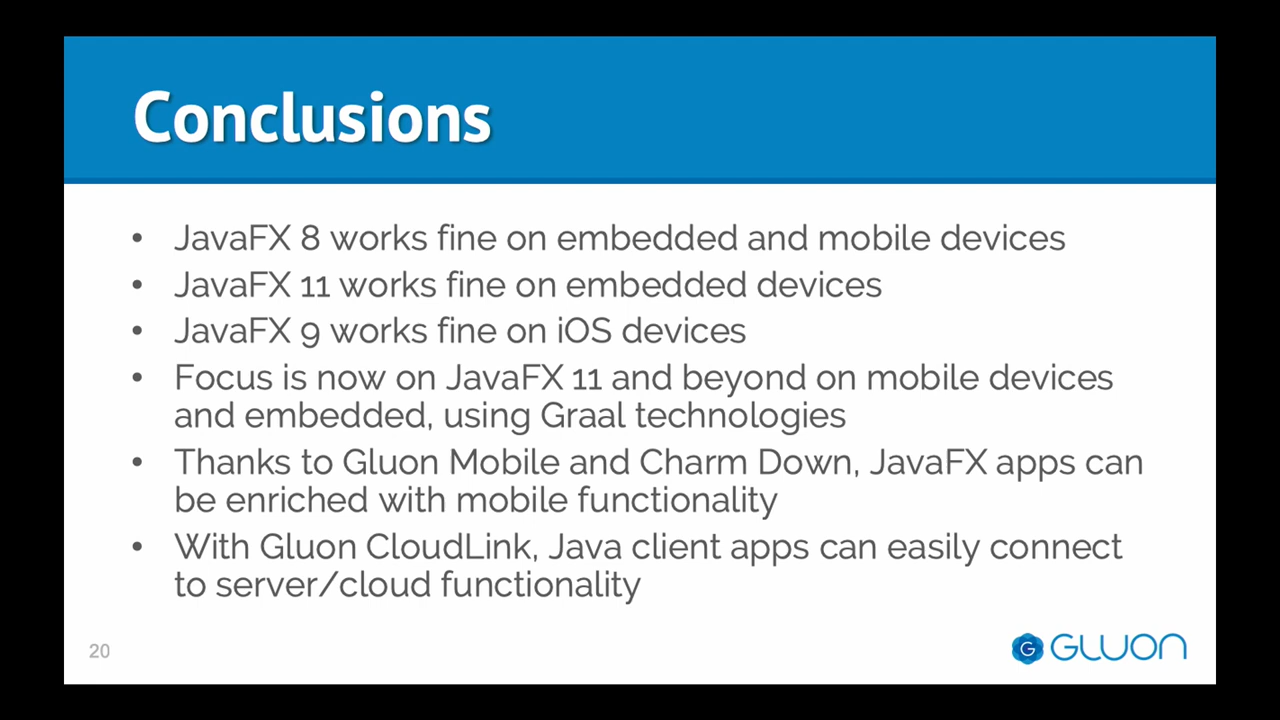 Conclusions
• JavaFX 8 works fine on embedded and mobile devices
• JavaFX 11 works fine on embedded devices
• JavaFX 9 works fine on iOS devices
• Focus is now on JavaFX 11 and beyond on mobile devices
and embedded, using Graal technologies
• Thanks to Gluon Mobile and Charm Down, JavaFX apps can
be enriched with mobile functionality
• With Gluon CloudLink, Java client apps can easily connect
to server/cloud functionality
20
G GLUON